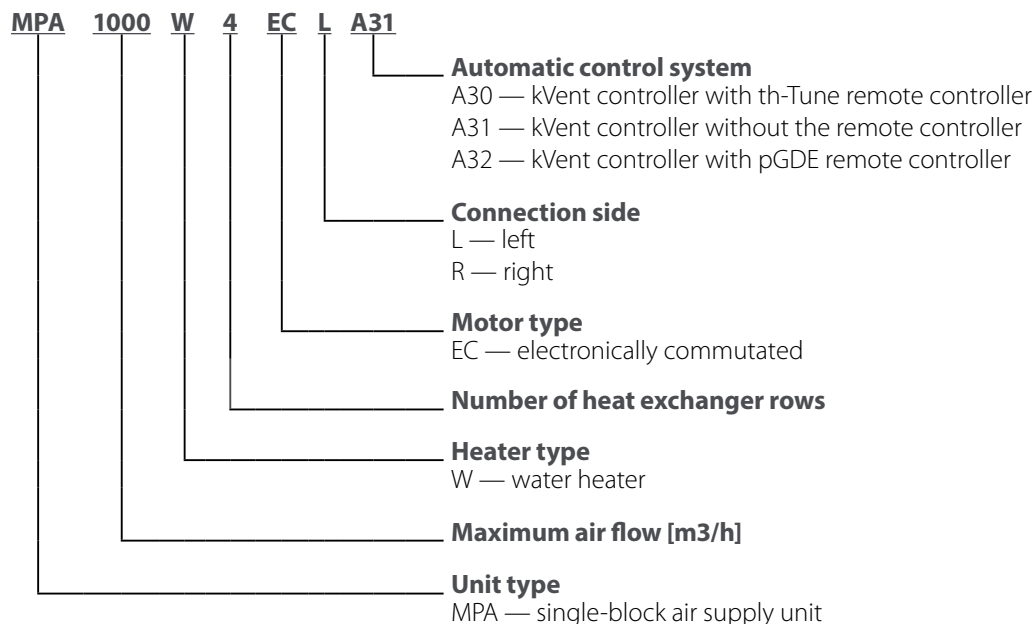 MPA 1000 W 4 EC L A31
Automatic control system
A30 — kVent controller with th-Tune remote controller
A31 — kVent controller without the remote controller
A32 — kVent controller with pGDE remote controller
Connection side
L — left
R — right
Motor type
EC — electronically commutated
Number of heat exchanger rows
Heater type
W — water heater
Maximum air flow [m3/h]
Unit type
MPA — single-block air supply unit